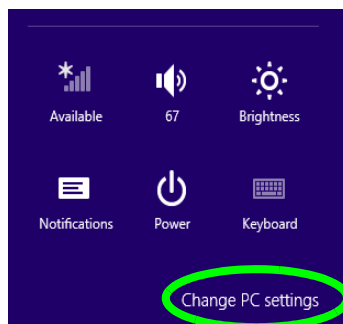 Available 67 Brightness
Notifications Power Keyboard
Change PC settings